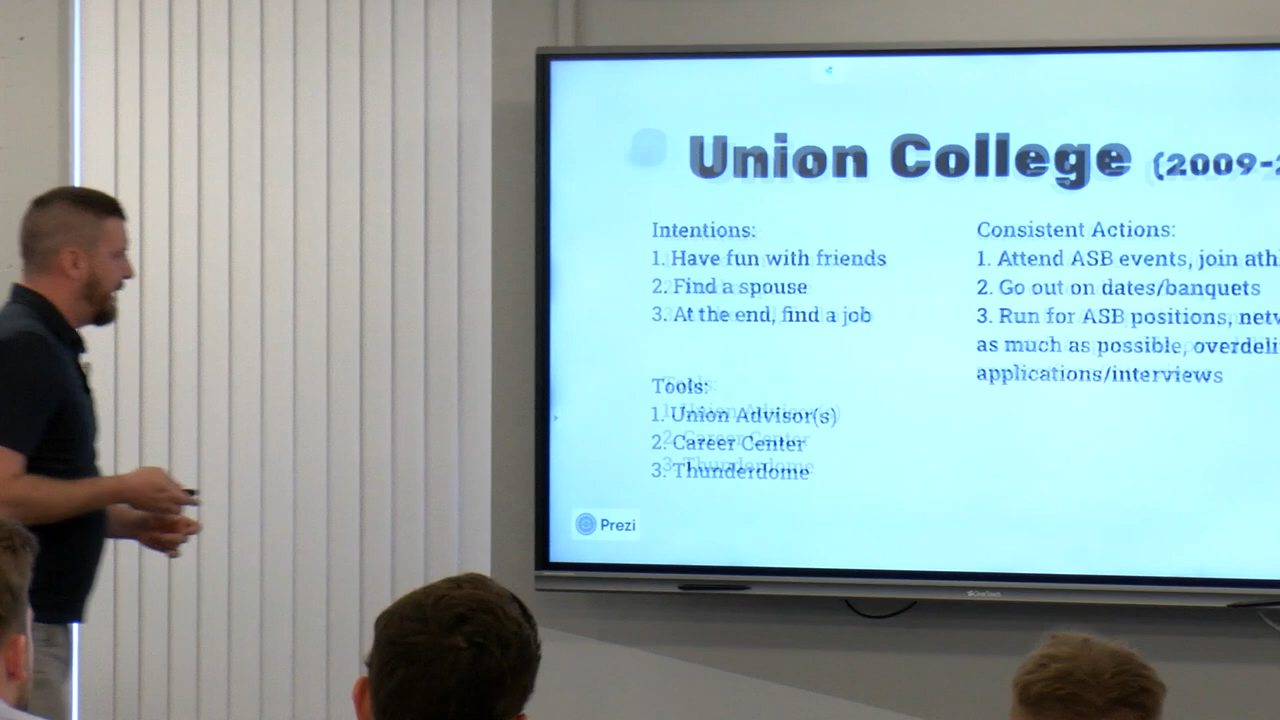 Union College (2009-
Intentions:
1. Have fun with friends
2. Find a spouse
3. At the end, find a job
Consistent Actions:
1. Attend ASB events, join ath
2. Go out on dates/banquets
3. Run for ASB positions, netw
as much as possible, overdeli
applications/interviews
Tools:
1. Union Advisor(s)
2. Career Center
3. Thunderdome
Prezi